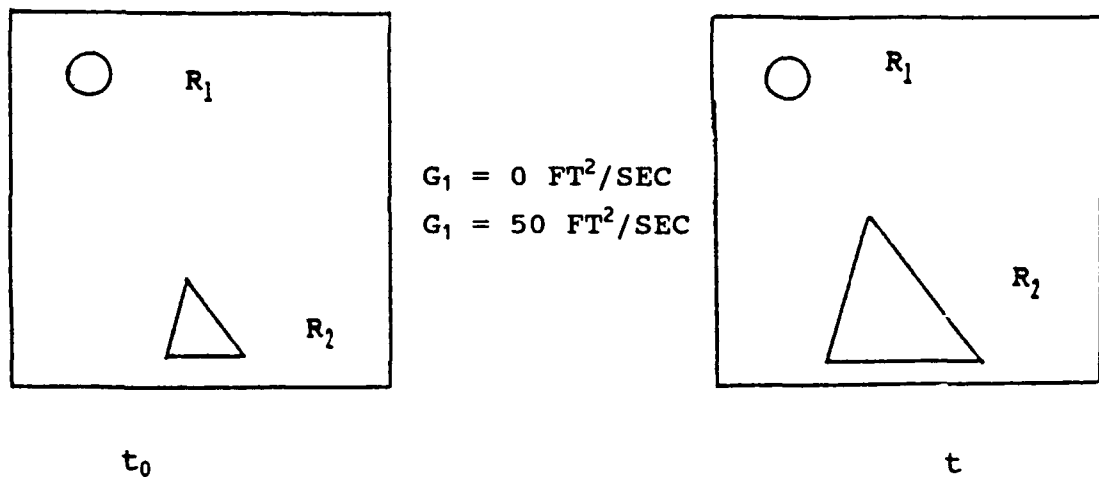 R₁
R₁
G₁ = 0 FT²/SEC
G₁ = 50 FT²/SEC
R₂
R₂
t₀
t